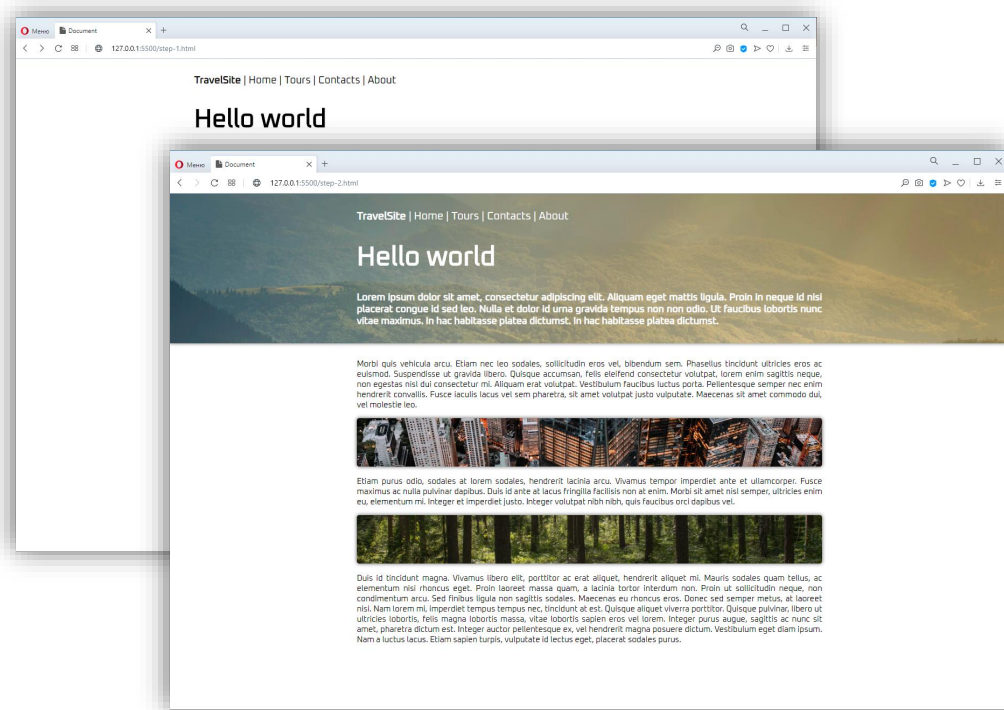 Меню Document
127.0.0.1:5500/step-1.html
TravelSite | Home | Tours | Contacts | About
Hello world
Меню Document
127.0.0.1:5500/step-2.html
TravelSite | Home | Tours | Contacts | About
Hello world
Lorem ipsum dolor sit amet, consectetur adipiscing elit. Aliquam eget mattis ligula. Proin in neque id nisi
placerat congue id sed leo. Nulla et dolor id urna gravida tempus non non odio. Ut faucibus lobortis nunc
vitae maximus. In hac habitasse platea dictumst. In hac habitasse platea dictumst.
Morbi quis vehicula arcu. Etiam nec leo sodales, sollicitudin eros vel, bibendum sem. Phasellus tincidunt ultricies eros ac
euismod. Suspendisse ut gravida libero. Quisque accumsan, felis eleifend consectetur volutpat, lorem enim sagittis neque,
non egestas nisl dui consectetur mi. Aliquam erat volutpat. Vestibulum faucibus luctus porta. Pellentesque semper nec enim
hendrerit convallis. Fusce iaculis lacus vel sem pharetra, sit amet volutpat justo vulputate. Maecenas sit amet commodo dui,
vel molestie leo.
Etiam purus odio, sodales at lorem sodales, hendrerit lacinia arcu. Vivamus tempor imperdiet ante et ullamcorper. Fusce
maximus ac nulla pulvinar dapibus. Duis id ante at lacus fringilla facilisis non at enim. Morbi sit amet nisl semper, ultricies enim
eu, elementum mi. Integer et imperdiet justo. Integer volutpat nibh nibh, quis faucibus orci dapibus vel.
Duis id tincidunt magna. Vivamus libero elit, porttitor ac erat aliquet, hendrerit aliquet mi. Mauris sodales quam tellus, ac
elementum nisi rhoncus eget. Proin laoreet massa quam, a lacinia tortor interdum non. Proin ut sollicitudin neque, non
condimentum arcu. Sed finibus ligula non sagittis sodales. Maecenas eu rhoncus eros. Donec sed semper metus, at laoreet
nisi. Nam lorem mi, imperdiet tempus tempus nec, tincidunt at est. Quisque aliquet viverra porttitor. Quisque pulvinar, libero ut
ultricies lobortis, felis magna lobortis massa, vitae lobortis sapien eros vel lorem. Integer purus augue, sagittis ac nunc sit
amet, pharetra dictum est. Integer auctor pellentesque ex, vel hendrerit magna posuere dictum. Vestibulum eget diam ipsum.
Nam a luctus lacus. Etiam sapien turpis, vulputate id lectus eget, placerat sodales purus.